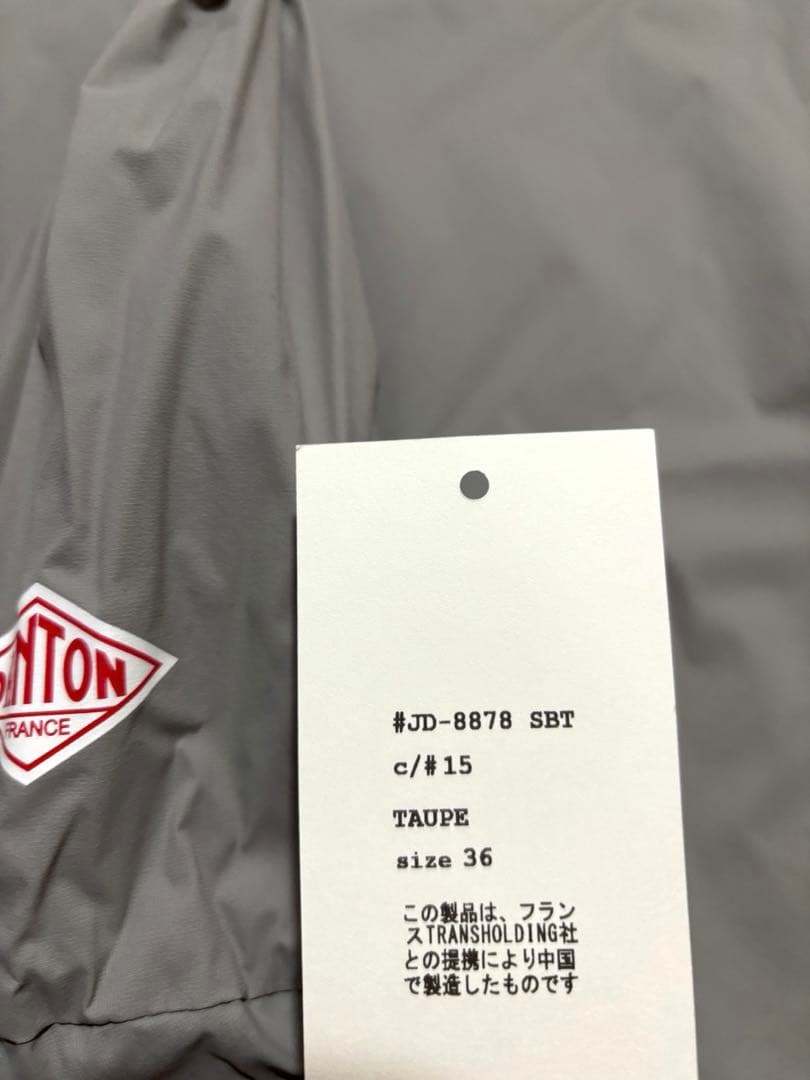 NTON
FRANCE
#JD-8878 SBT
c/#15
TAUPE
size 36
この製品は、フラン
スTRANSHOLDING社
との提携により中国
で製造したものです